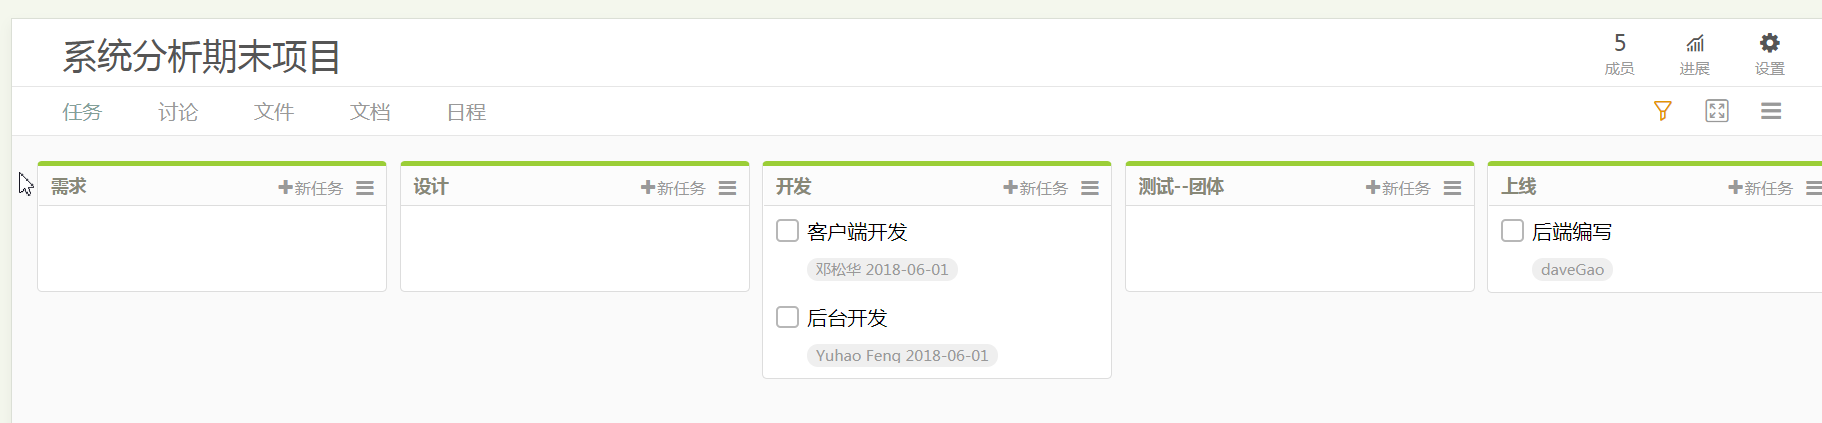 系统分析期末项目
5
成员
进展
设置
任务
讨论
文件
文档
日程
需求
新任务
设计
新任务
开发
新任务
客户端开发
邓松华 2018-06-01
后台开发
Yuhao Feng 2018-06-01
测试--团体
新任务
上线
新任务
后端编写
daveGao